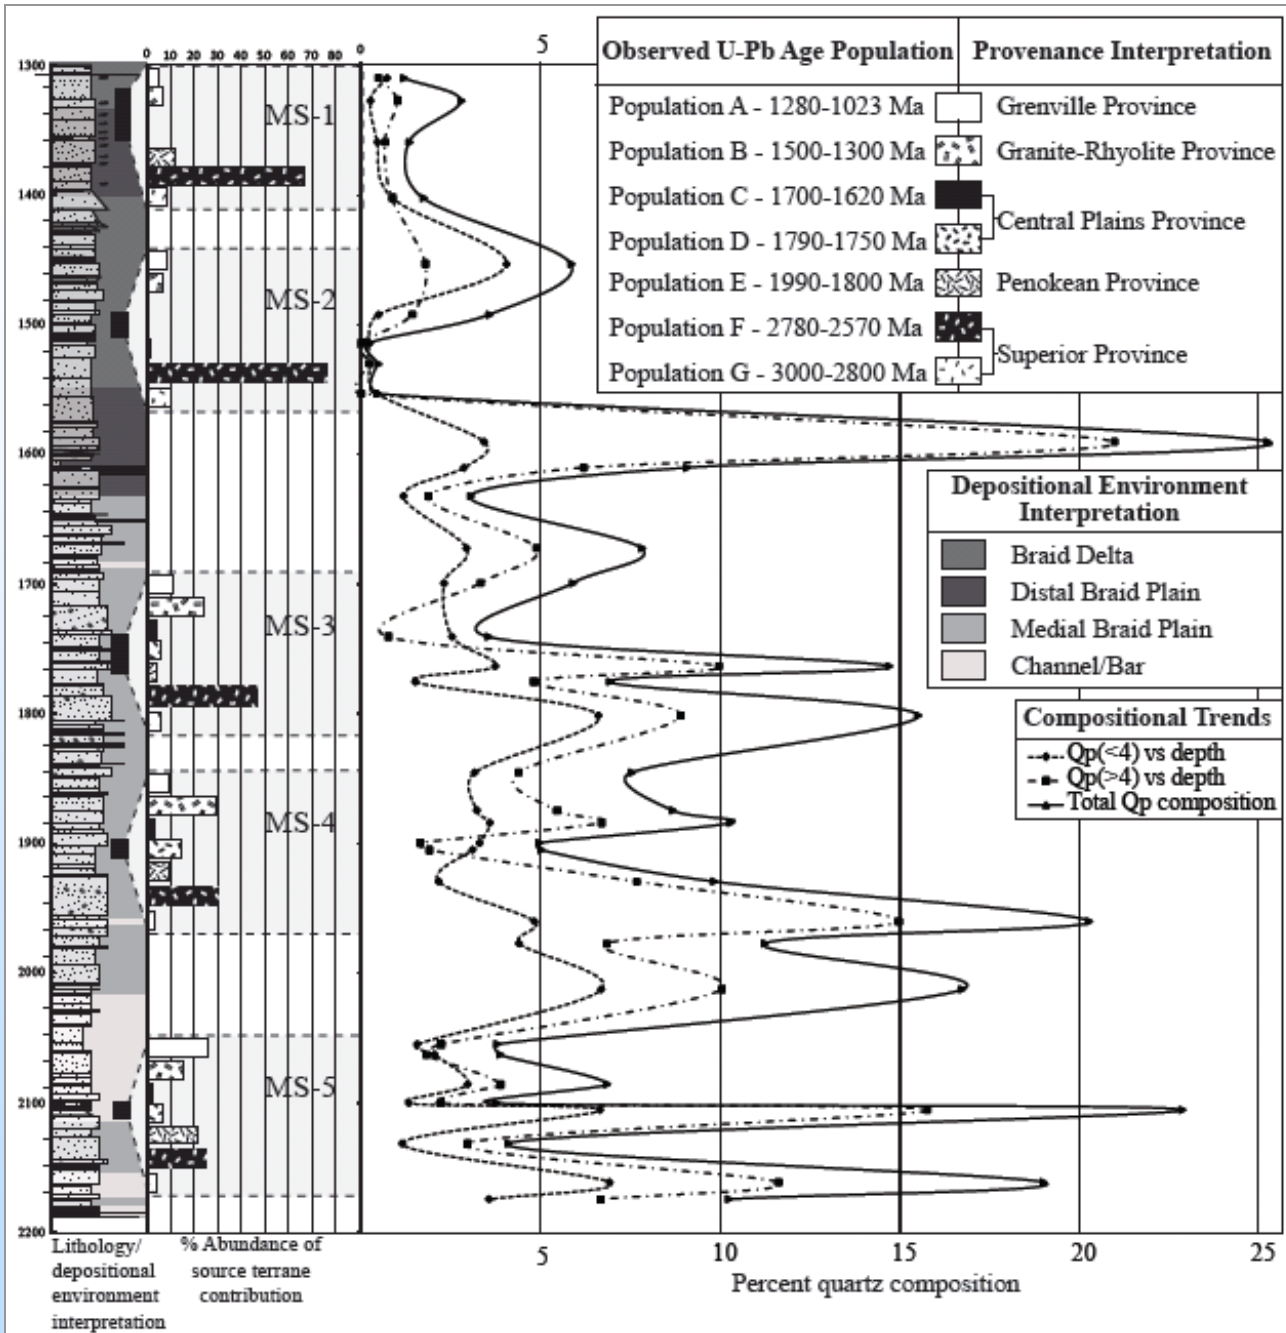 0 10 20 30 40 50 60 70 80
0 5
Observed U-Pb Age Population Provenance Interpretation
Population A - 1280-1023 Ma Grenville Province
Population B - 1500-1300 Ma Granite-Rhyolite Province
Population C - 1700-1620 Ma
Central Plains Province
Population D - 1790-1750 Ma
Population E - 1990-1800 Ma Penokean Province
Population F - 2780-2570 Ma
Superior Province
Population G - 3000-2800 Ma
1300
MS-1
1400
MS-2
1500
1600
Depositional Environment
Interpretation
Braid Delta
Distal Braid Plain
Medial Braid Plain
Channel/Bar
1700
MS-3
1800
Compositional Trends
Qp(<4) vs depth
Qp(>4) vs depth
Total Qp composition
MS-4
1900
2000
MS-5
2100
2200
5 10 15 20 25
Percent quartz composition
Lithology/
depositional
environment
interpretation
% Abundance of
source terrane
contribution